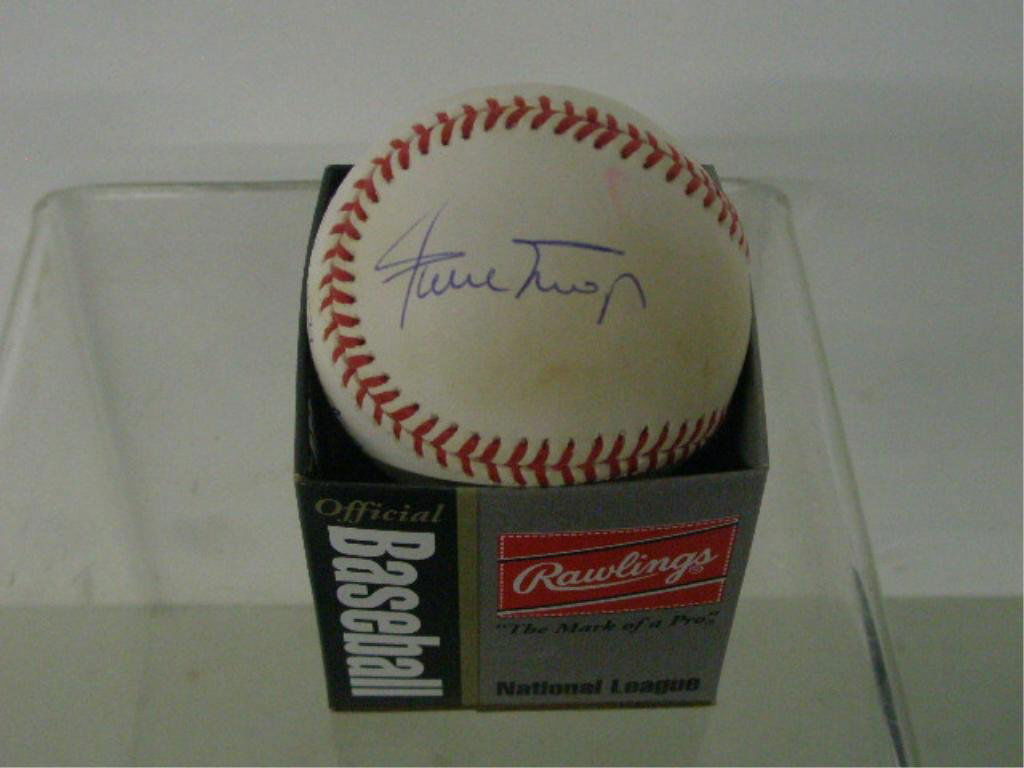 Official
Baseball
Rawlings®
"The Mark of a Pro"
National League